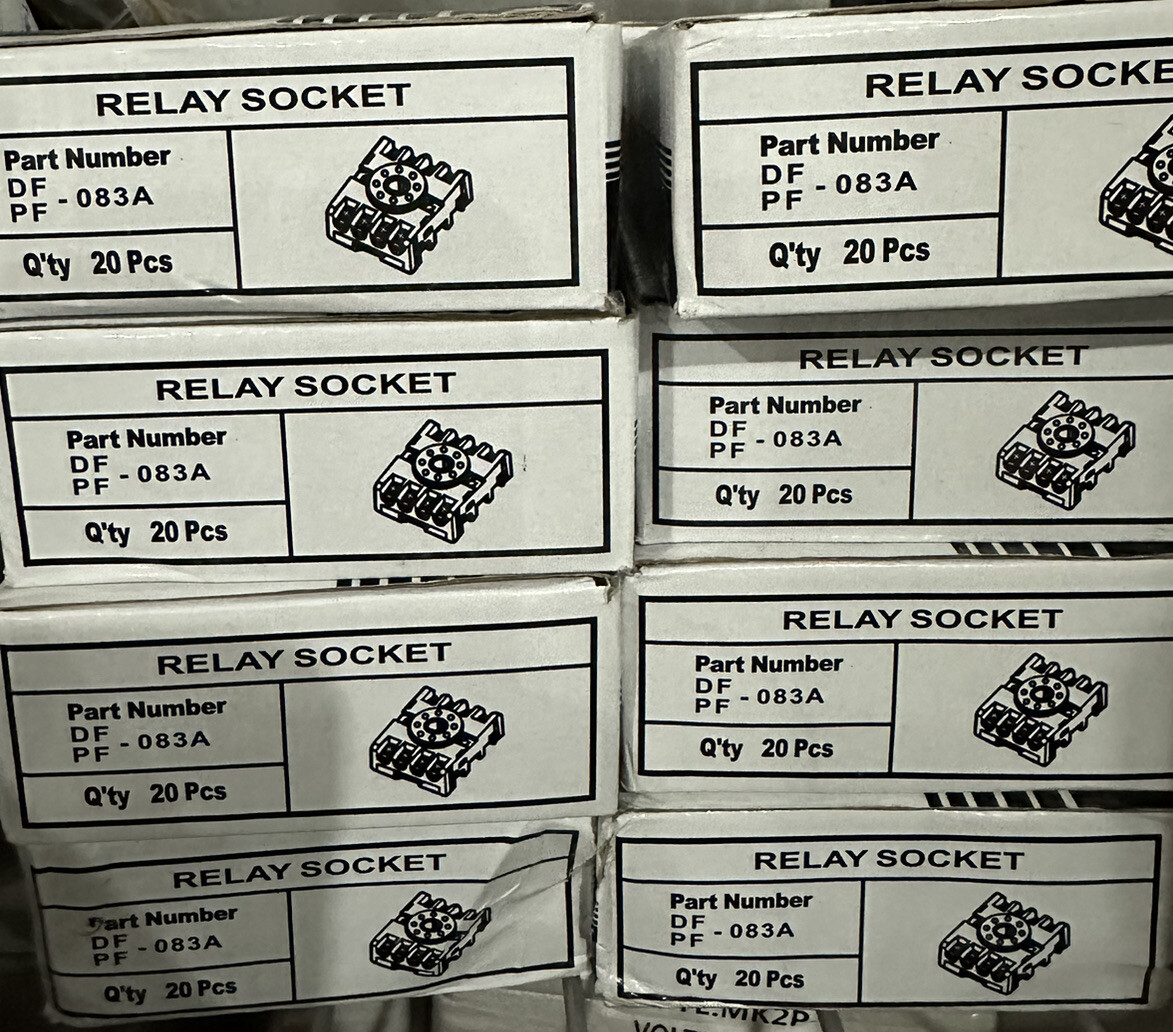 RELAY SOCKET
Part Number
DF
PF - 083A
Q'ty 20 Pcs
RELAY SOCKE
Part Number
DF
PF - 083A
Q'ty 20 Pcs
RELAY SOCKET
Part Number
DF
PF - 083A
Q'ty 20 Pcs
RELAY SOCKET
Part Number
DF
PF - 083A
Q'ty 20 Pcs
RELAY SOCKET
Part Number
DF
PF - 083A
Q'ty 20 Pcs
RELAY SOCKET
Part Number
DF
PF - 083A
Q'ty 20 Pcs
RELAY SOCKET
Part Number
DF
PF - 083A
Q'ty 20 Pcs
RELAY SOCKET
Part Number
DF
PF - 083A
Q'ty 20 Pcs
MK2P